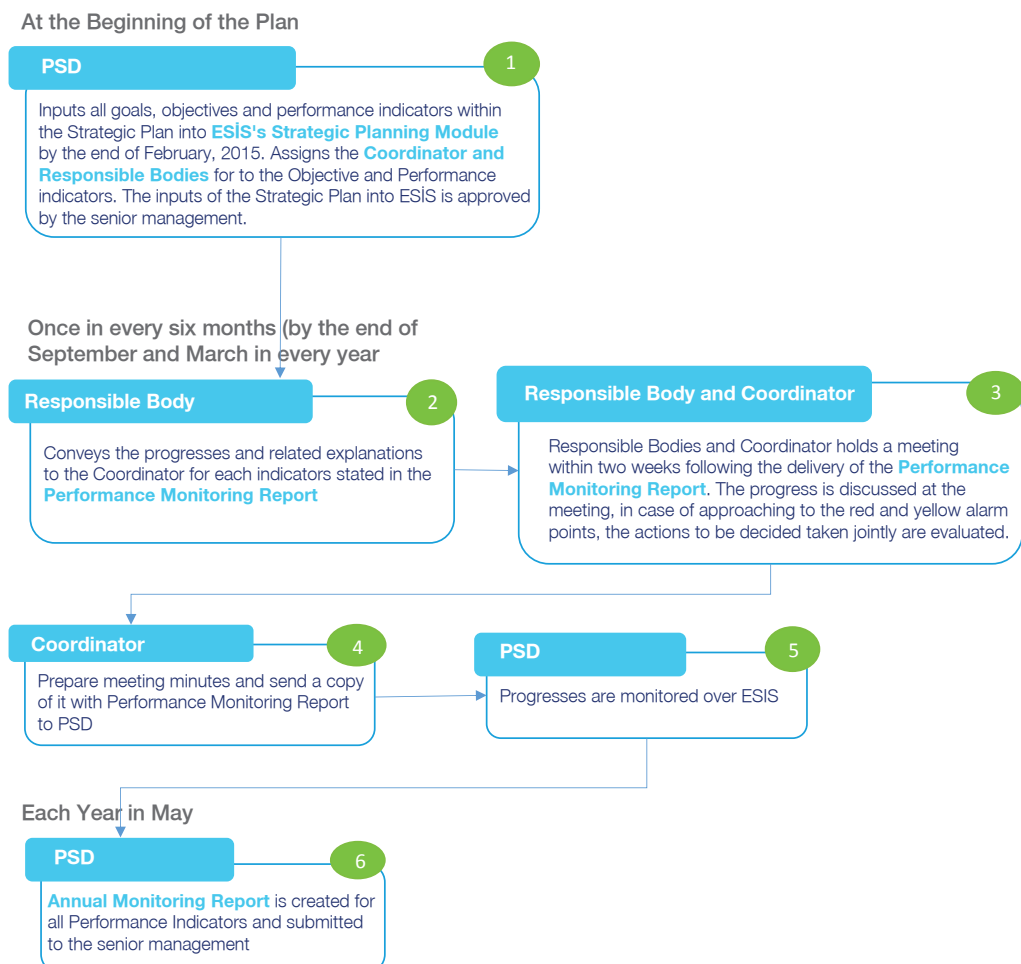 At the Beginning of the Plan
PSD
1
Inputs all goals, objectives and performance indicators within
the Strategic Plan into ESİS's Strategic Planning Module
by the end of February, 2015. Assigns the Coordinator and
Responsible Bodies for to the Objective and Performance
indicators. The inputs of the Strategic Plan into ESİS is approved
by the senior management.
Once in every six months (by the end of
September and March in every year
Responsible Body
2
Conveys the progresses and related explanations
to the Coordinator for each indicators stated in the
Performance Monitoring Report
Responsible Body and Coordinator
3
Responsible Bodies and Coordinator holds a meeting
within two weeks following the delivery of the Performance
Monitoring Report. The progress is discussed at the
meeting, in case of approaching to the red and yellow alarm
points, the actions to be decided taken jointly are evaluated.
Coordinator
4
Prepare meeting minutes and send a copy
of it with Performance Monitoring Report
to PSD
PSD
5
Progresses are monitored over ESIS
Each Year in May
PSD
6
Annual Monitoring Report is created for
all Performance Indicators and submitted
to the senior management